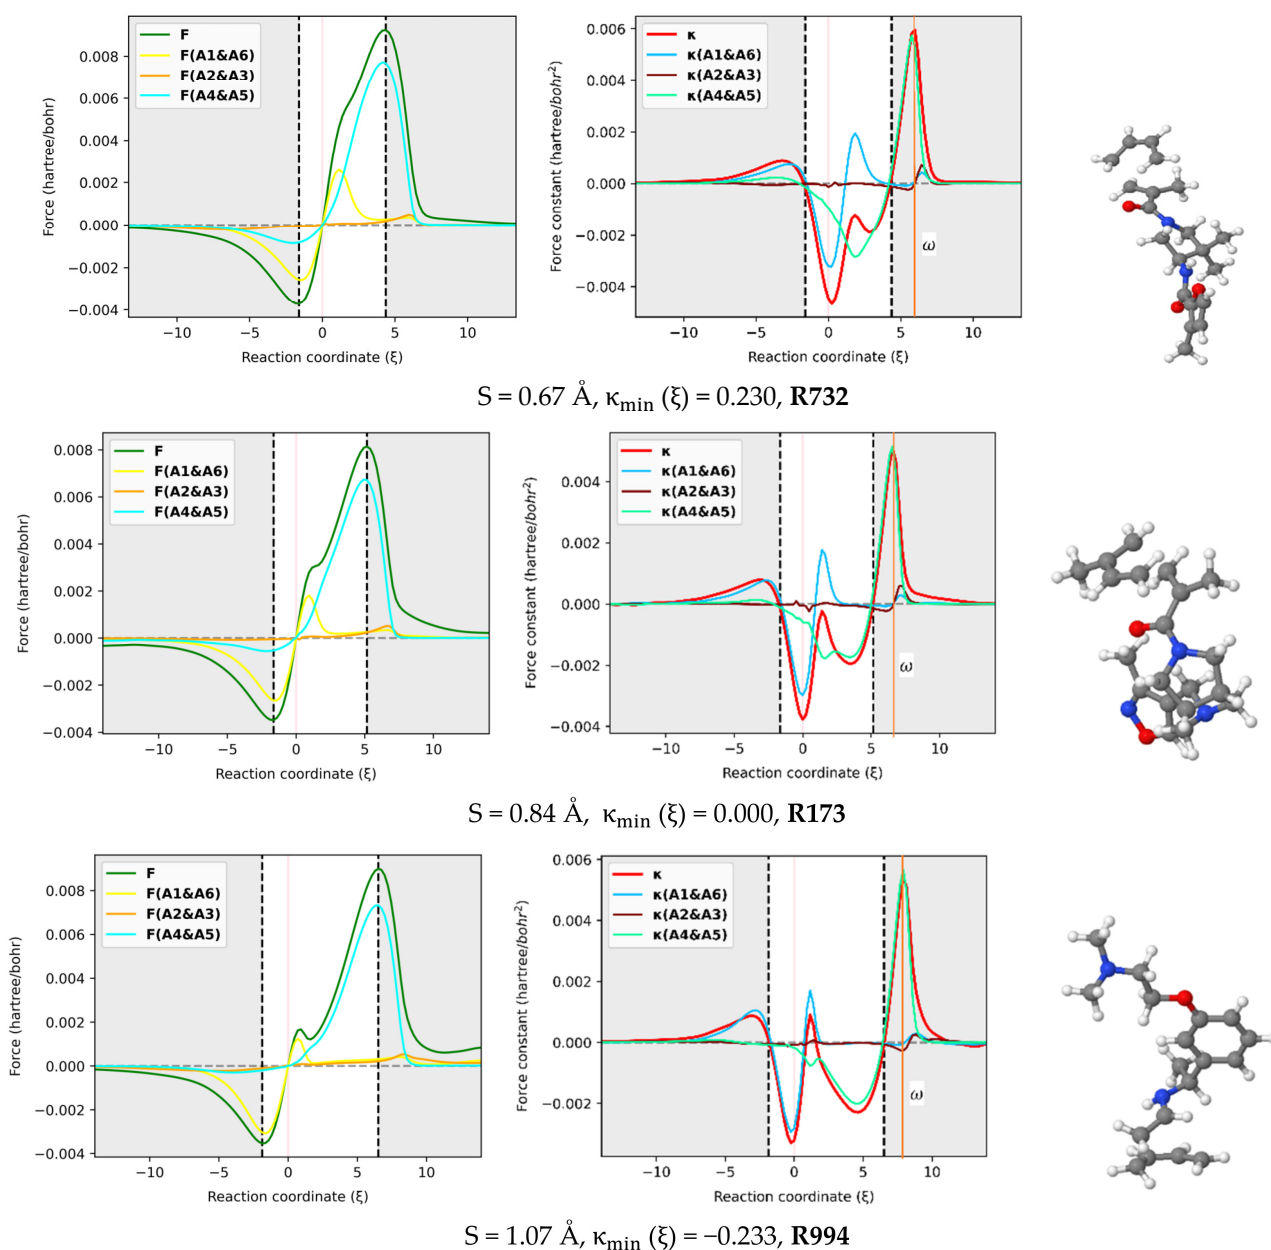 F
F(A1&A6)
F(A2&A3)
F(A4&A5)
0.008
0.006
0.004
0.002
0.000
−0.002
−0.004
Force (hartree/bohr)
−10 −5 0 5 10
Reaction coordinate (ξ)
κ
κ(A1&A6)
κ(A2&A3)
κ(A4&A5)
0.006
0.004
0.002
0.000
−0.002
−0.004
Force constant (hartree/bohr²)
ω
−10 −5 0 5 10
Reaction coordinate (ξ)
S = 0.67 Å, κmin (ξ) = 0.230, R732
F
F(A1&A6)
F(A2&A3)
F(A4&A5)
0.008
0.006
0.004
0.002
0.000
−0.002
−0.004
Force (hartree/bohr)
−10 −5 0 5 10
Reaction coordinate (ξ)
κ
κ(A1&A6)
κ(A2&A3)
κ(A4&A5)
0.004
0.002
0.000
−0.002
−0.004
Force constant (hartree/bohr²)
ω
−10 −5 0 5 10
Reaction coordinate (ξ)
S = 0.84 Å, κmin (ξ) = 0.000, R173
F
F(A1&A6)
F(A2&A3)
F(A4&A5)
0.008
0.006
0.004
0.002
0.000
−0.002
−0.004
Force (hartree/bohr)
−10 −5 0 5 10
Reaction coordinate (ξ)
κ
κ(A1&A6)
κ(A2&A3)
κ(A4&A5)
0.006
0.004
0.002
0.000
−0.002
Force constant (hartree/bohr²)
ω
−10 −5 0 5 10
Reaction coordinate (ξ)
S = 1.07 Å, κmin (ξ) = −0.233, R994